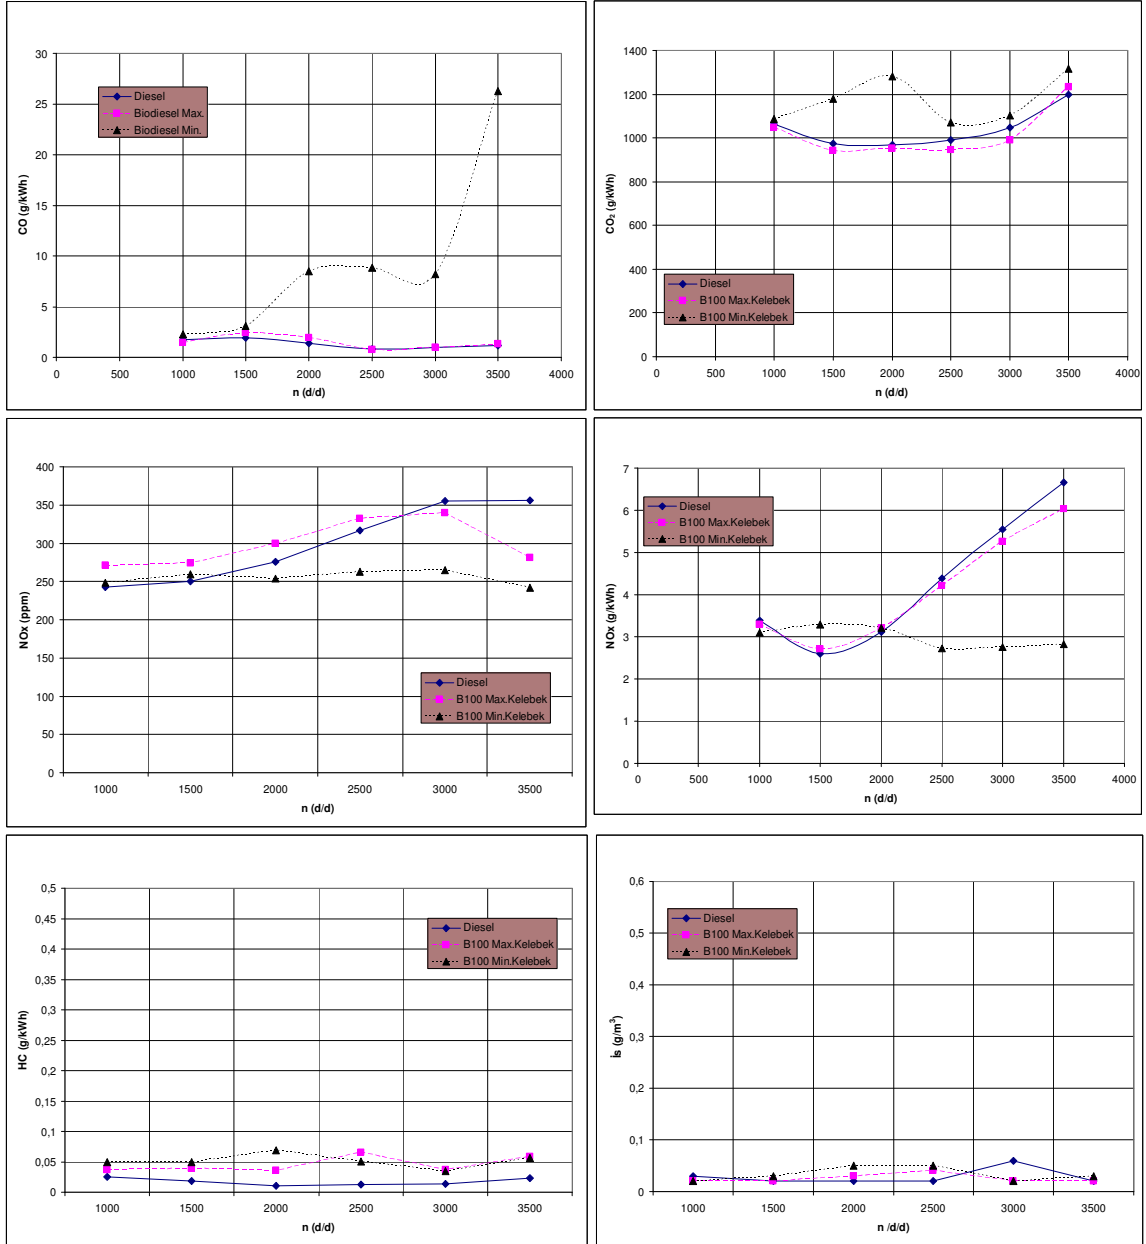 30
25
20
15
10
5
0
CO (g/kWh)
Diesel
Biodiesel Max.
Biodiesel Min.
0 1000 1500 2000 2500 3000 3500 4000
n (d/d)
1400
1200
1000
800
600
400
200
0
CO₂ (g/kWh)
Diesel
B100 Max.Kelebek
B100 Min.Kelebek
0 500 1000 1500 2000 2500 3000 3500 4000
n (d/d)
400
350
300
250
200
150
100
50
0
NOx (ppm)
Diesel
B100 Max.Kelebek
B100 Min.Kelebek
1000 1500 2000 2500 3000 3500
n (d/d)
7
6
5
4
3
2
1
0
NOx (g/kWh)
Diesel
B100 Max.Kelebek
B100 Min.Kelebek
0 500 1000 1500 2000 2500 3000 3500 4000
n (d/d)
0,5
0,45
0,4
0,35
0,3
0,25
0,2
0,15
0,1
0,05
0
HC (g/kWh)
Diesel
B100 Max.Kelebek
B100 Min.Kelebek
1000 1500 2000 2500 3000 3500
n (d/d)
0,6
0,5
0,4
0,3
0,2
0,1
0
İs (g/m³)
Diesel
B100 Max.Kelebek
B100 Min.Kelebek
1000 1500 2000 2500 3000 3500
n /d/d)